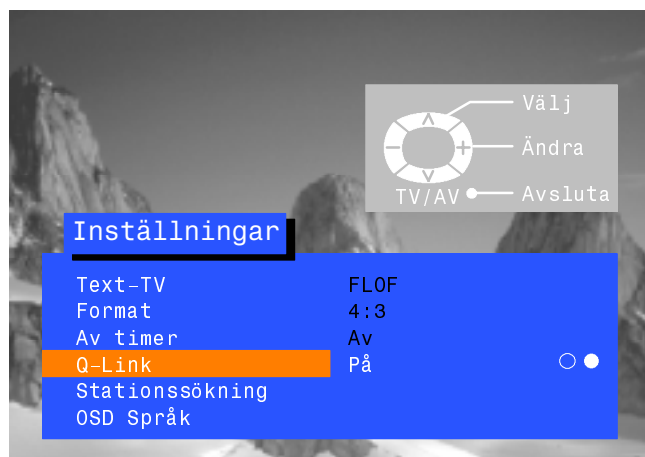 Välj
Ändra
TV/AV Avsluta
Inställningar
Text-TV FLOF
Format 4:3
Av timer Av
Q-Link På
Stationssökning
OSD Språk